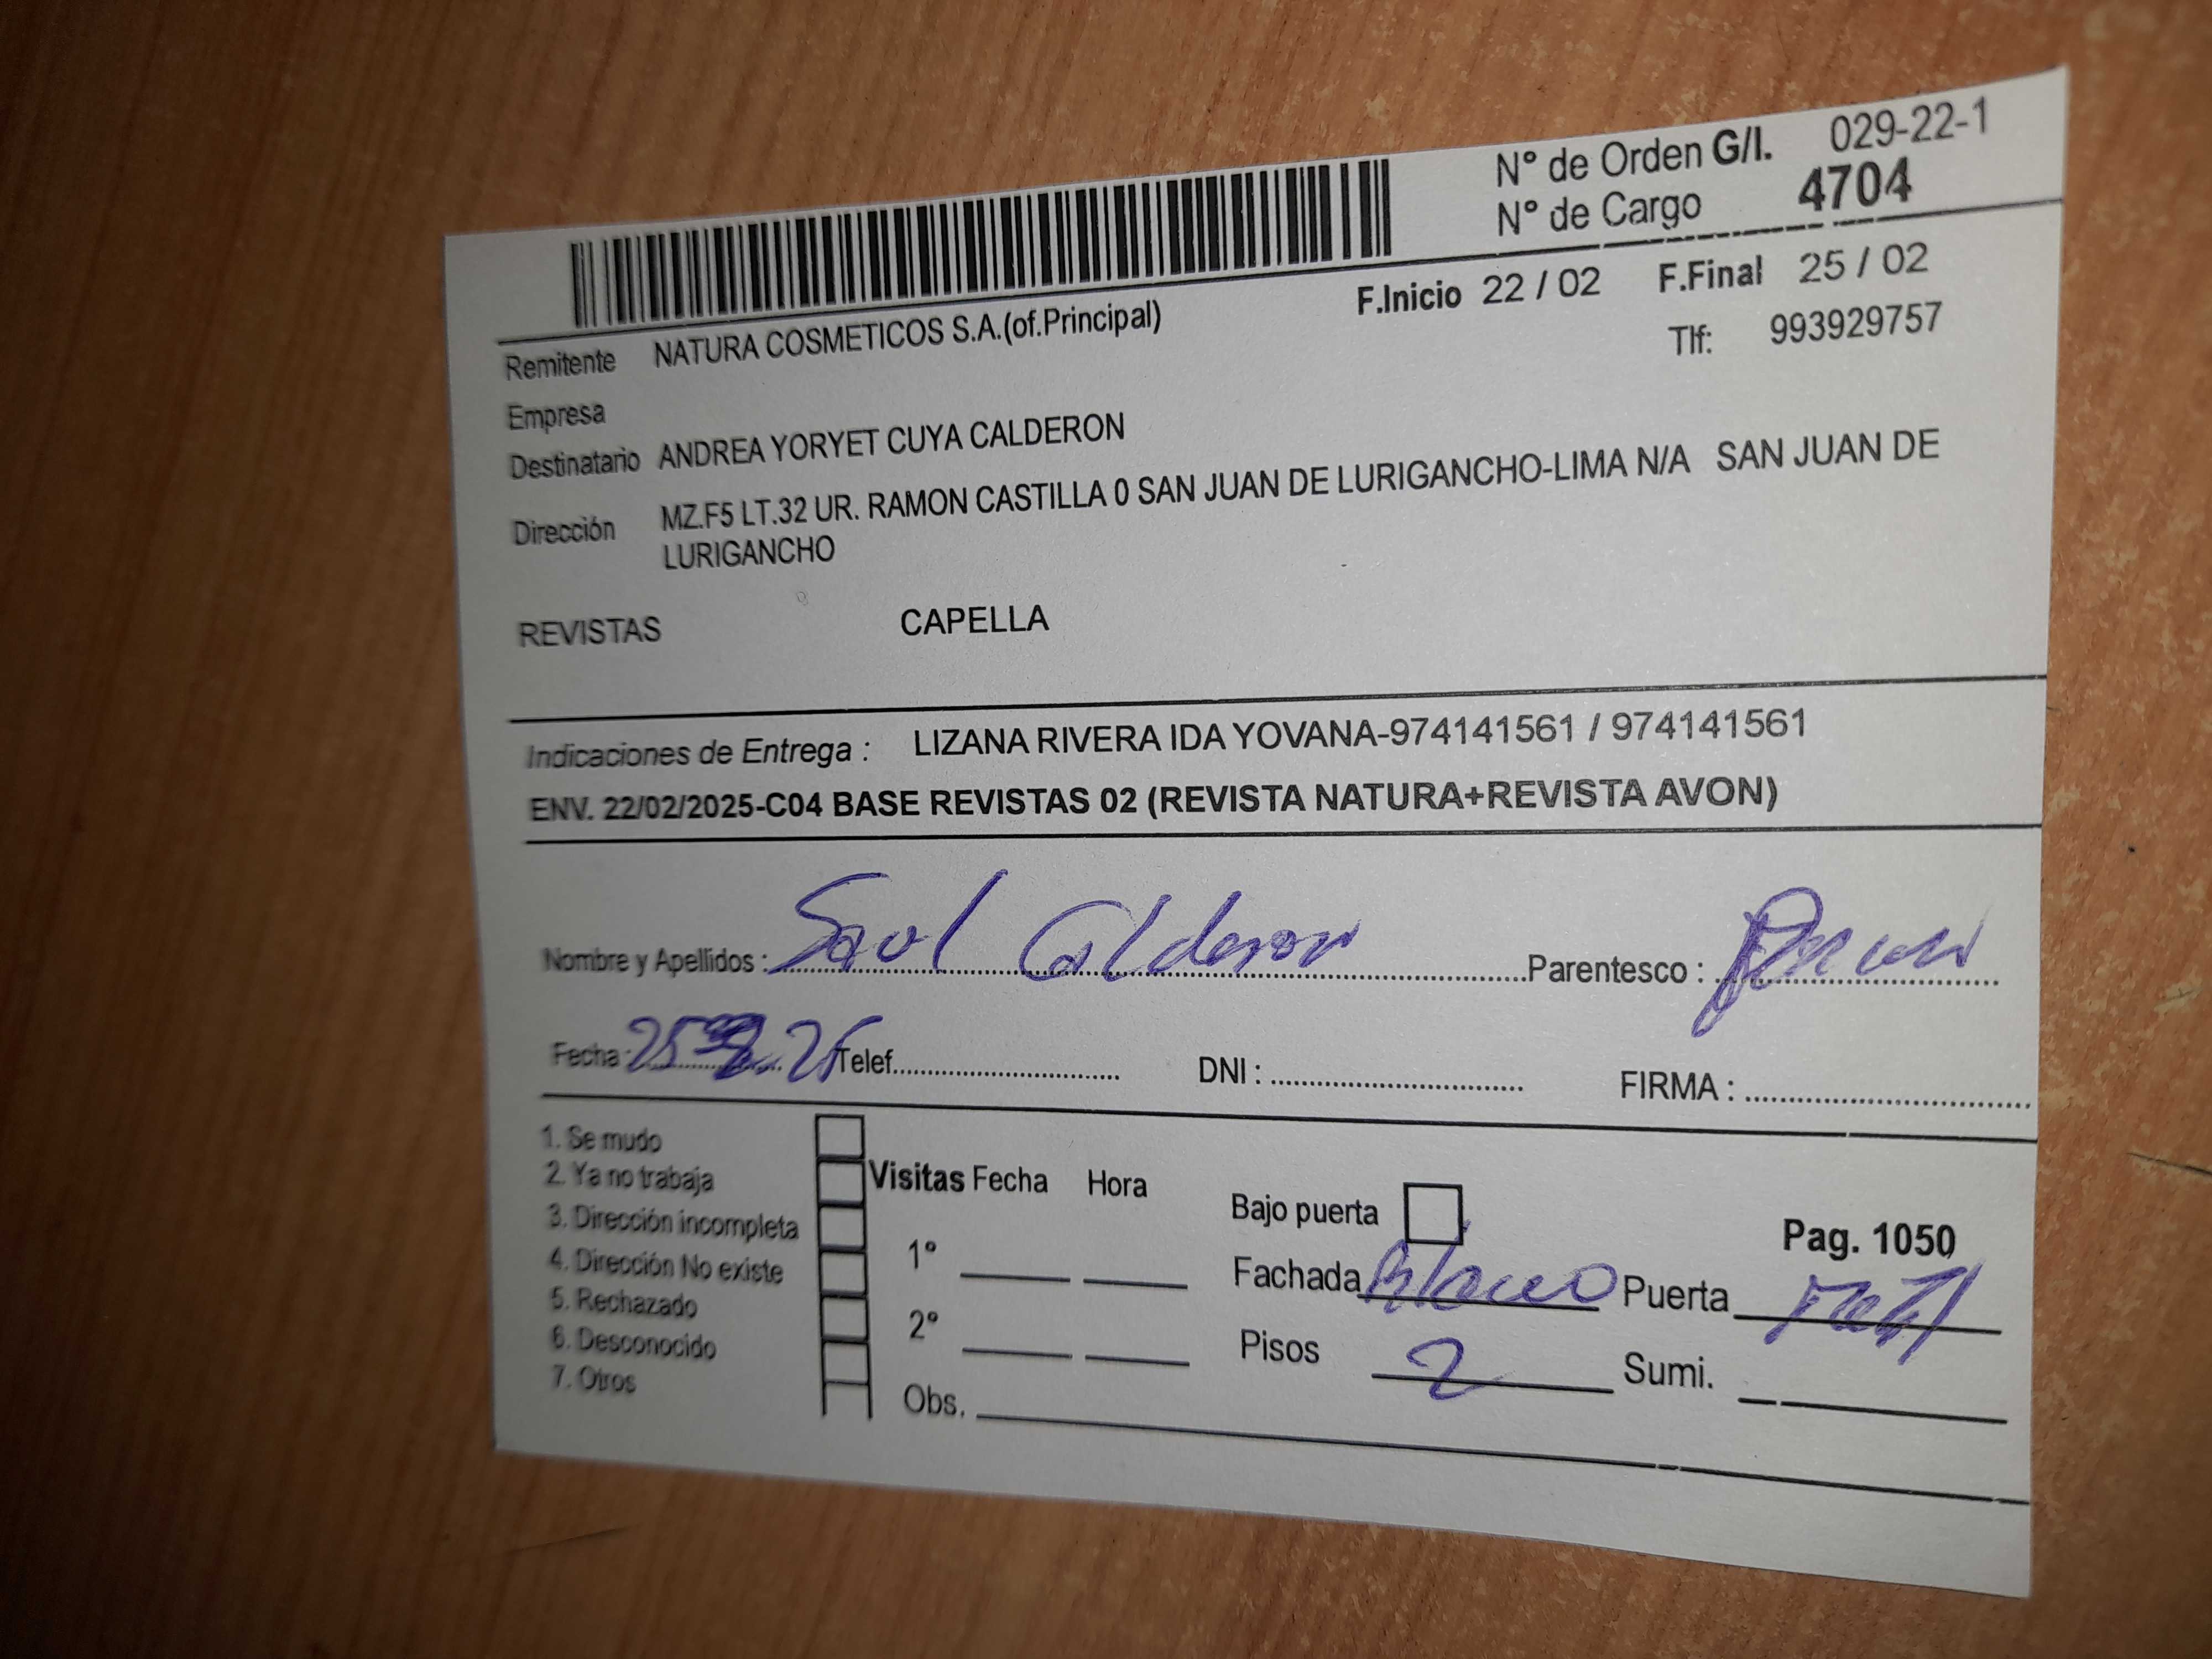 N° de Orden G/I. 029-22-1
N° de Cargo 4704
F.Inicio 22 / 02 F.Final 25 / 02
Remitente NATURA COSMETICOS S.A.(of.Principal) Tlf: 993929757
Empresa
Destinatario ANDREA YORYET CUYA CALDERON
Dirección MZ.F5 LT.32 UR. RAMON CASTILLA 0 SAN JUAN DE LURIGANCHO-LIMA N/A SAN JUAN DE
LURIGANCHO
REVISTAS CAPELLA
Indicaciones de Entrega : LIZANA RIVERA IDA YOVANA-974141561 / 974141561
ENV. 22/02/2025-C04 BASE REVISTAS 02 (REVISTA NATURA+REVISTA AVON)
Nombre y Apellidos : Saul Calderon Parentesco :
Fecha : 25 Telef. DNI : FIRMA :
1. Se mudo
2. Ya no trabaja
3. Dirección incompleta
4. Dirección No existe
5. Rechazado
6. Desconocido
7. Otros
Visitas Fecha Hora
1°
2°
Obs.
Bajo puerta Pag. 1050
Fachada Blanco Puerta Metal
Pisos 2 Sumi.